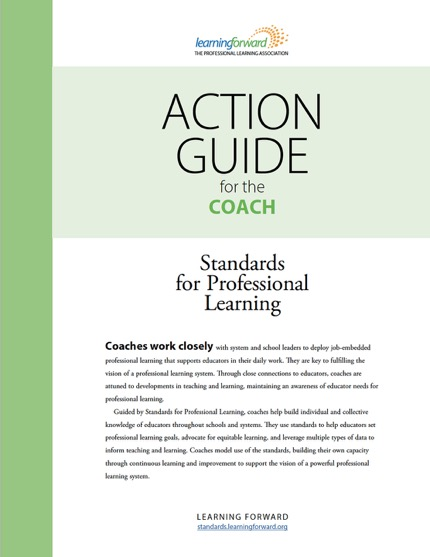 learningforward
THE PROFESSIONAL LEARNING ASSOCIATION
ACTION
GUIDE
for the
COACH
Standards
for Professional
Learning
Coaches work closely with system and school leaders to deploy job-embedded
professional learning that supports educators in their daily work. They are key to fulfilling the
vision of a professional learning system. Through close connections to educators, coaches are
attuned to developments in teaching and learning, maintaining an awareness of educator needs for
professional learning.
Guided by Standards for Professional Learning, coaches help build individual and collective
knowledge of educators throughout schools and systems. They use standards to help educators set
professional learning goals, advocate for equitable learning, and leverage multiple types of data to
inform teaching and learning. Coaches model use of the standards, building their own capacity
through continuous learning and improvement to support the vision of a powerful professional
learning system.
LEARNING FORWARD
standards.learningforward.org